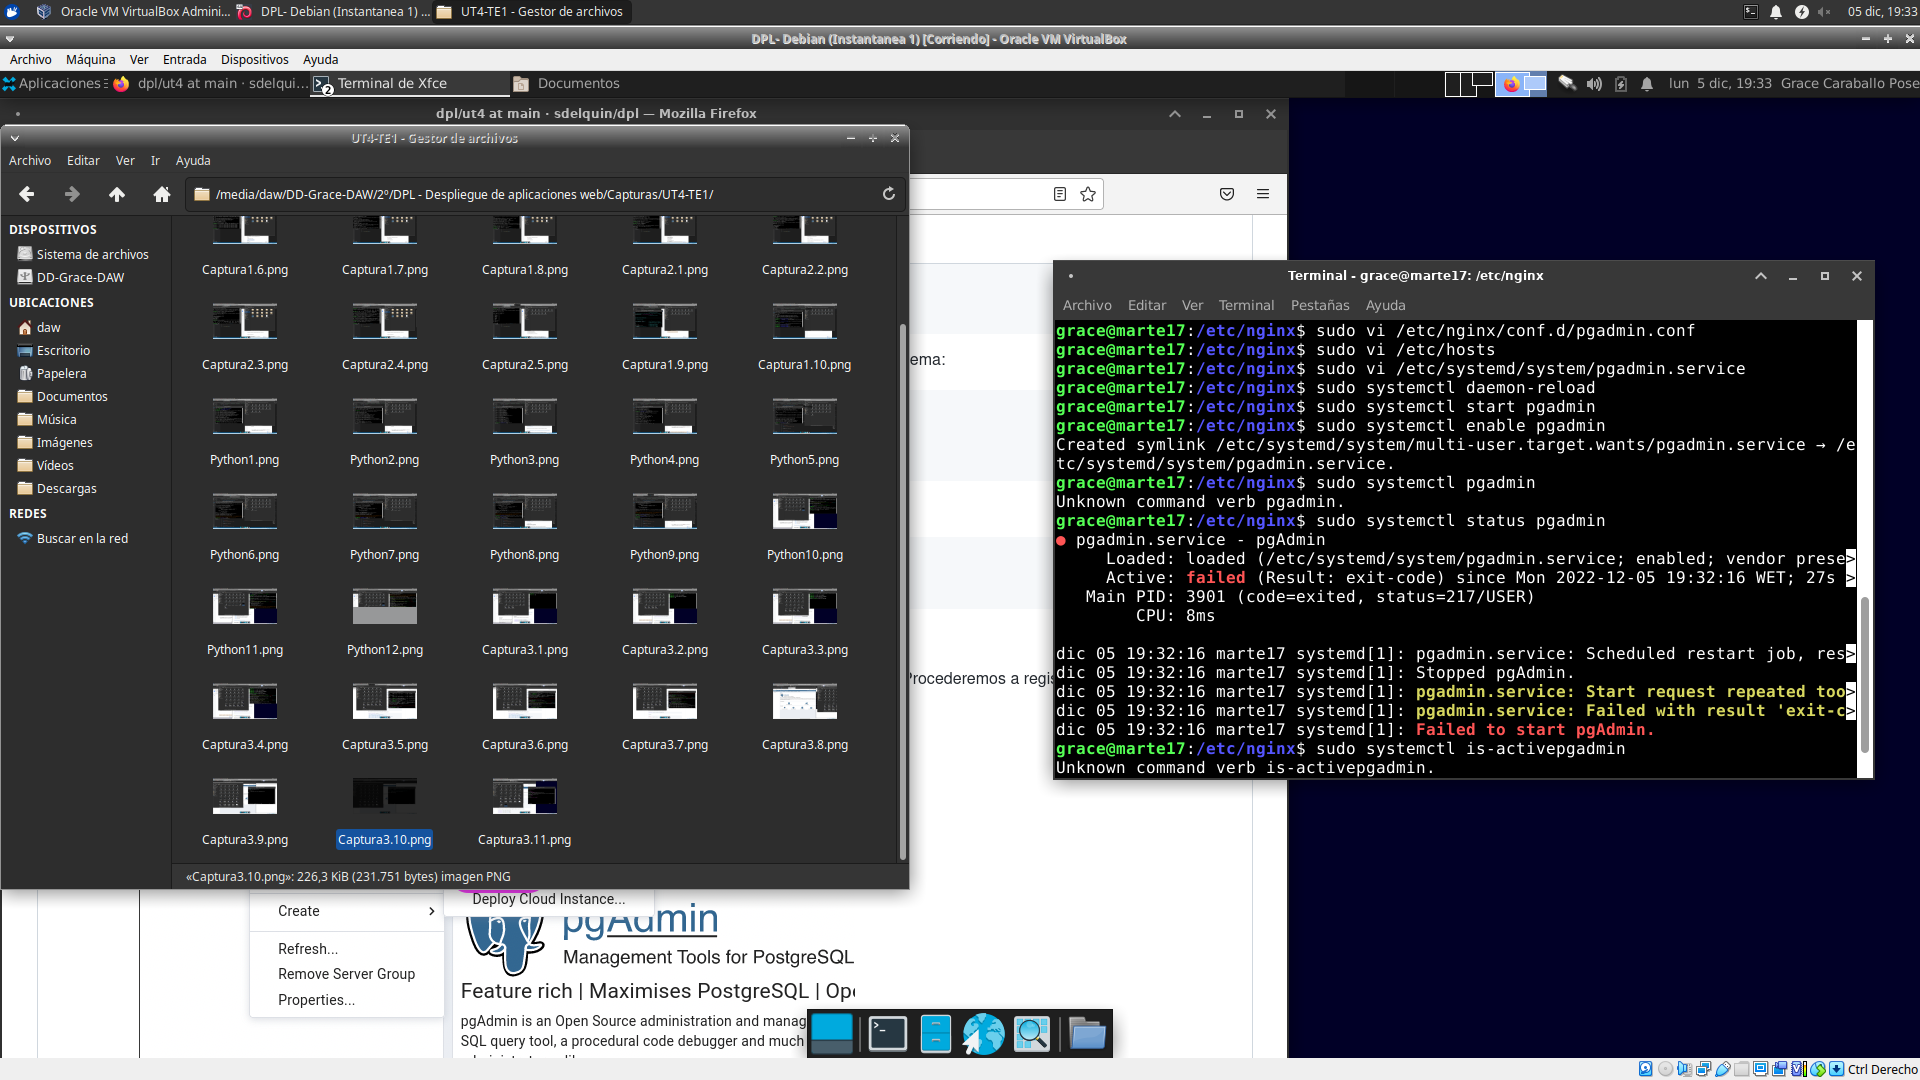 Oracle VM VirtualBox Admini...
DPL- Debian (Instantanea 1) ...
UT4-TE1 - Gestor de archivos
05 dic, 19:33
DPL- Debian (Instantanea 1) [Corriendo] - Oracle VM VirtualBox
Archivo Máquina Ver Entrada Dispositivos Ayuda
Aplicaciones
dpl/ut4 at main · sdelqui...
2
Terminal de Xfce
Documentos
lun 5 dic, 19:33 Grace Caraballo Pose
dpl/ut4 at main · sdelquin/dpl — Mozilla Firefox
UT4-TE1 - Gestor de archivos
Archivo Editar Ver Ir Ayuda
/media/daw/DD-Grace-DAW/2º/DPL - Despliegue de aplicaciones web/Capturas/UT4-TE1/
DISPOSITIVOS
Sistema de archivos
DD-Grace-DAW
UBICACIONES
daw
Escritorio
Papelera
Documentos
Música
Imágenes
Vídeos
Descargas
REDES
Buscar en la red
Captura1.6.png Captura1.7.png Captura1.8.png Captura2.1.png Captura2.2.png
Captura2.3.png Captura2.4.png Captura2.5.png Captura1.9.png Captura1.10.png
Python1.png Python2.png Python3.png Python4.png Python5.png
Python6.png Python7.png Python8.png Python9.png Python10.png
Python11.png Python12.png Captura3.1.png Captura3.2.png Captura3.3.png
Captura3.4.png Captura3.5.png Captura3.6.png Captura3.7.png Captura3.8.png
Captura3.9.png Captura3.10.png Captura3.11.png
«Captura3.10.png»: 226,3 KiB (231.751 bytes) imagen PNG
ema:
Procederemos a regis
Terminal - grace@marte17: /etc/nginx
Archivo Editar Ver Terminal Pestañas Ayuda
grace@marte17:/etc/nginx$ sudo vi /etc/nginx/conf.d/pgadmin.conf
grace@marte17:/etc/nginx$ sudo vi /etc/hosts
grace@marte17:/etc/nginx$ sudo vi /etc/systemd/system/pgadmin.service
grace@marte17:/etc/nginx$ sudo systemctl daemon-reload
grace@marte17:/etc/nginx$ sudo systemctl start pgadmin
grace@marte17:/etc/nginx$ sudo systemctl enable pgadmin
Created symlink /etc/systemd/system/multi-user.target.wants/pgadmin.service → /e
tc/systemd/system/pgadmin.service.
grace@marte17:/etc/nginx$ sudo systemctl pgadmin
Unknown command verb pgadmin.
grace@marte17:/etc/nginx$ sudo systemctl status pgadmin
● pgadmin.service - pgAdmin
Loaded: loaded (/etc/systemd/system/pgadmin.service; enabled; vendor prese>
Active: failed (Result: exit-code) since Mon 2022-12-05 19:32:16 WET; 27s >
Main PID: 3901 (code=exited, status=217/USER)
CPU: 8ms
dic 05 19:32:16 marte17 systemd[1]: pgadmin.service: Scheduled restart job, res>
dic 05 19:32:16 marte17 systemd[1]: Stopped pgAdmin.
dic 05 19:32:16 marte17 systemd[1]: pgadmin.service: Start request repeated too>
dic 05 19:32:16 marte17 systemd[1]: pgadmin.service: Failed with result 'exit-c>
dic 05 19:32:16 marte17 systemd[1]: Failed to start pgAdmin.
grace@marte17:/etc/nginx$ sudo systemctl is-activepgadmin
Unknown command verb is-activepgadmin.
Deploy Cloud Instance...
Create
Refresh...
Remove Server Group
Properties...
pgAdmin
Management Tools for PostgreSQL
Feature rich | Maximises PostgreSQL | Ope
pgAdmin is an Open Source administration and manag
SQL query tool, a procedural code debugger and much
Ctrl Derecho